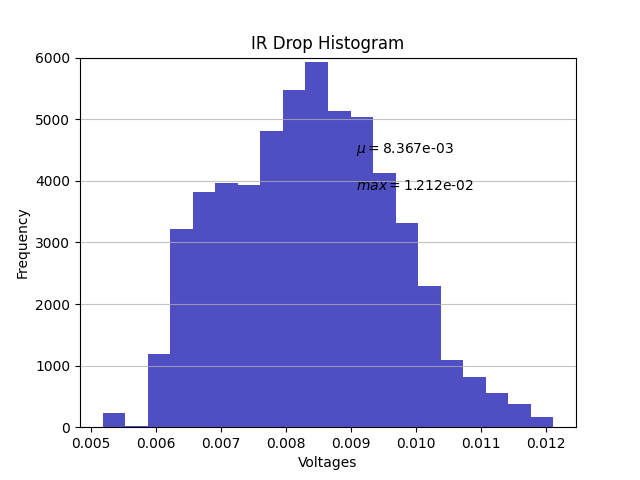 IR Drop Histogram
6000
5000
4000
3000
2000
1000
0
Frequency
μ = 8.367e-03
max = 1.212e-02
0.005 0.006 0.007 0.008 0.009 0.010 0.011 0.012
Voltages